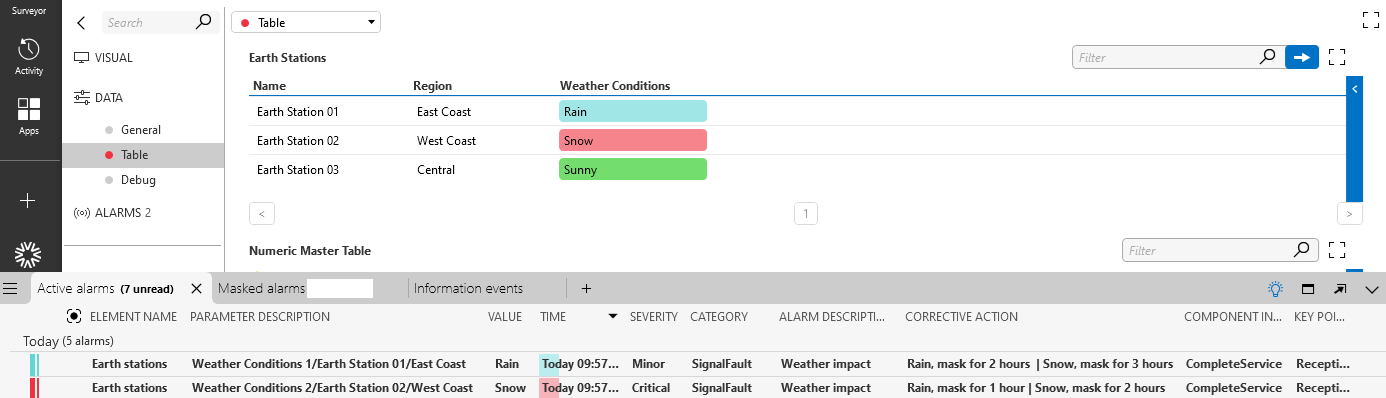 Surveyor
Search
Table
Activity
VISUAL
Earth Stations
Filter
Name Region Weather Conditions
DATA
Apps
Earth Station 01 East Coast Rain
General
Earth Station 02 West Coast Snow
Table
Earth Station 03 Central Sunny
Debug
ALARMS 2
< 1 >
Numeric Master Table
Filter
Active alarms (7 unread) Masked alarms Information events
ELEMENT NAME PARAMETER DESCRIPTION VALUE TIME SEVERITY CATEGORY ALARM DESCRIPTI... CORRECTIVE ACTION COMPONENT IN... KEY POI...
Today (5 alarms)
Earth stations Weather Conditions 1/Earth Station 01/East Coast Rain Today 09:57... Minor SignalFault Weather impact Rain, mask for 2 hours | Snow, mask for 3 hours CompleteService Recepti...
Earth stations Weather Conditions 2/Earth Station 02/West Coast Snow Today 09:57... Critical SignalFault Weather impact Rain, mask for 1 hour | Snow, mask for 2 hours CompleteService Recepti...